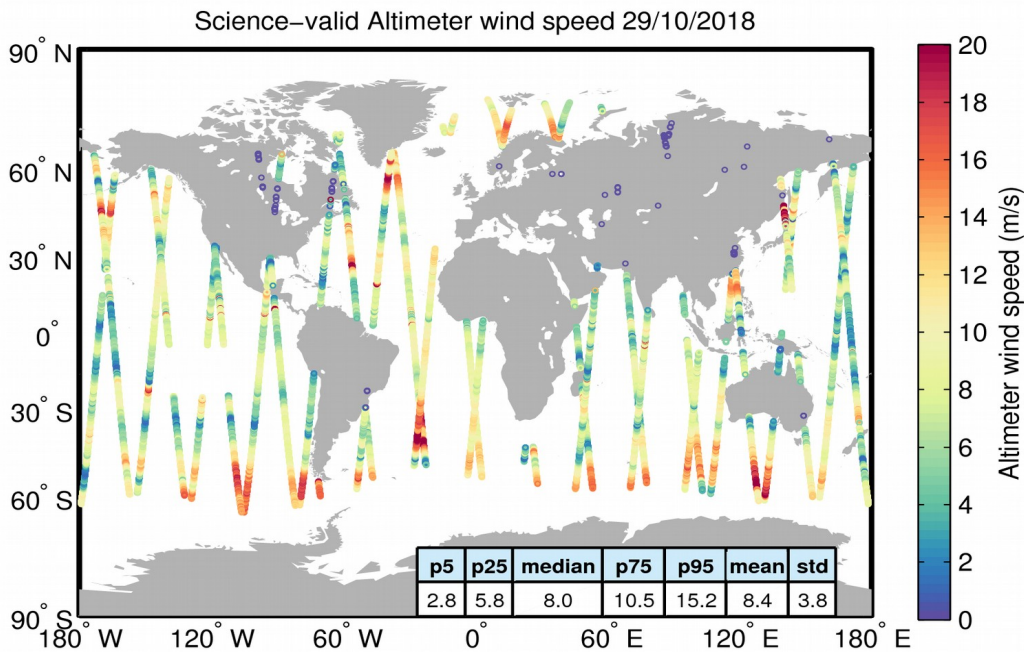 Science−valid Altimeter wind speed 29/10/2018
90° N
60° N
30° N
0°
30° S
60° S
90° S
180° W
120° W
60° W
0°
60° E
120° E
180° E
p5 p25 median p75 p95 mean std
2.8 5.8 8.0 10.5 15.2 8.4 3.8
20
18
16
14
12
10
8
6
4
2
0
Altimeter wind speed (m/s)